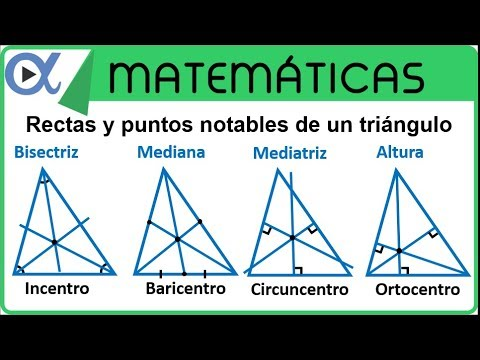 MATEMÁTICAS
Rectas y puntos notables de un triángulo
Bisectriz Mediana Mediatriz Altura
Incentro Baricentro Circuncentro Ortocentro